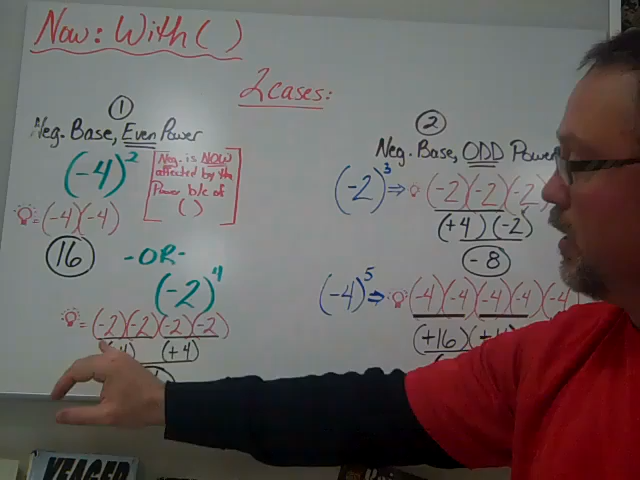 Now: With ( )
2 cases:
①
Neg. Base, Even Power
(-4)²
Neg. is NOW
affected by the
Power b/c of
( )
= (-4)(-4)
16
-OR-
(-2)⁴
= (-2)(-2)(-2)(-2)
(+4)
②
Neg. Base, ODD Power
(-2)³ ⇒ (-2)(-2)(-2)
(+4)(-2)
-8
(-4)⁵ ⇒ (-4)(-4)(-4)(-4)(-4)
(+16)
YEAGER